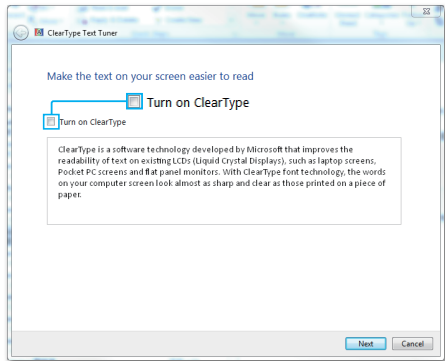 ClearType Text Tuner
Make the text on your screen easier to read
Turn on ClearType
Turn on ClearType
ClearType is a software technology developed by Microsoft that improves the
readability of text on existing LCDs (Liquid Crystal Displays), such as laptop screens,
Pocket PC screens and flat panel monitors. With ClearType font technology, the words
on your computer screen look almost as sharp and clear as those printed on a piece of
paper.
Next Cancel